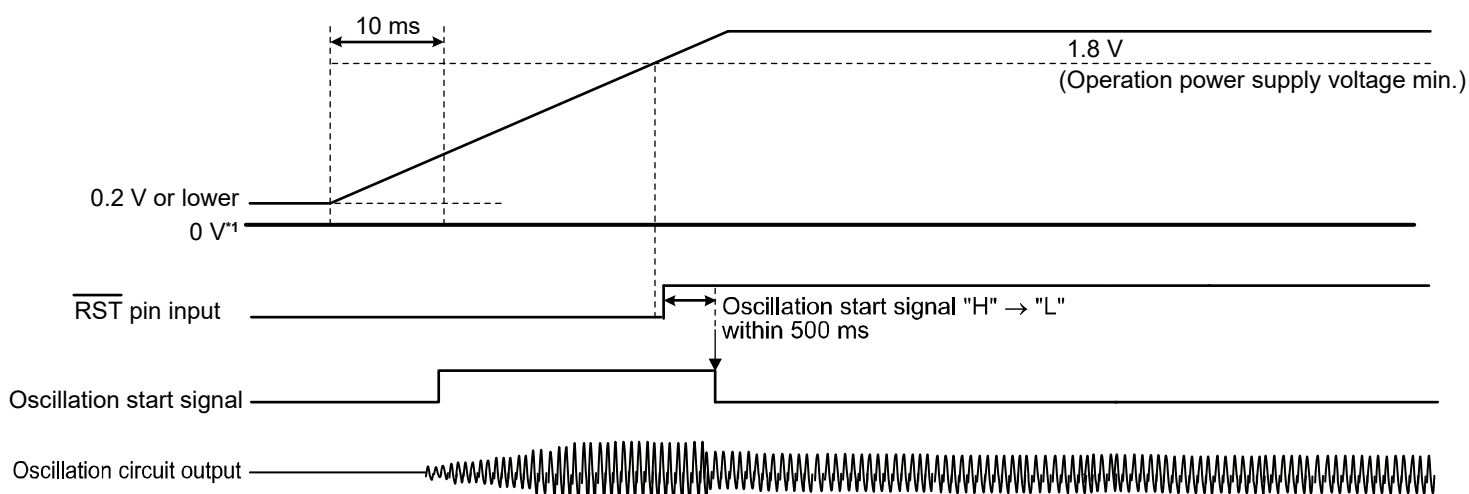 10 ms
1.8 V
(Operation power supply voltage min.)
0.2 V or lower
0 V*1
RST pin input
Oscillation start signal "H" → "L"
within 500 ms
Oscillation start signal
Oscillation circuit output